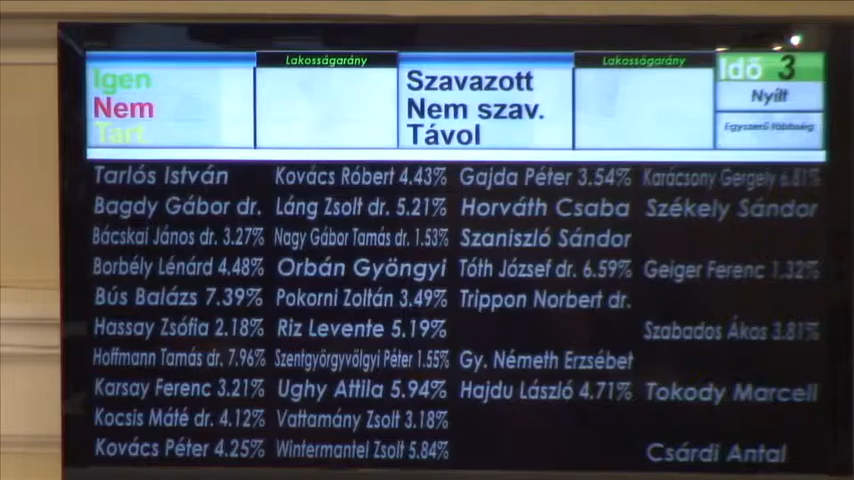 Lakosságarány
Lakosságarány
Idő 3
Igen
Szavazott
Nyílt
Nem
Nem szav.
Egyszerű többség
Tart.
Távol
Tarlós István
Kovács Róbert 4.43%
Gajda Péter 3.54%
Karácsony Gergely 6.81%
Bagdy Gábor dr.
Láng Zsolt dr. 5.21%
Horváth Csaba
Székely Sándor
Bácskai János dr. 3.27%
Nagy Gábor Tamás dr. 1.53%
Szaniszló Sándor
Borbély Lénárd 4.48%
Orbán Gyöngyi
Tóth József dr. 6.59%
Geiger Ferenc 1.32%
Bús Balázs 7.39%
Pokorni Zoltán 3.49%
Trippon Norbert dr.
Hassay Zsófia 2.18%
Riz Levente 5.19%
Szabados Ákos 3.81%
Hoffmann Tamás dr. 7.96%
Szentgyörgyvölgyi Péter 1.55%
Gy. Németh Erzsébet
Karsay Ferenc 3.21%
Ughy Attila 5.94%
Hajdu László 4.71%
Tokody Marcell
Kocsis Máté dr. 4.12%
Vattamány Zsolt 3.18%
Kovács Péter 4.25%
Wintermantel Zsolt 5.84%
Csárdi Antal